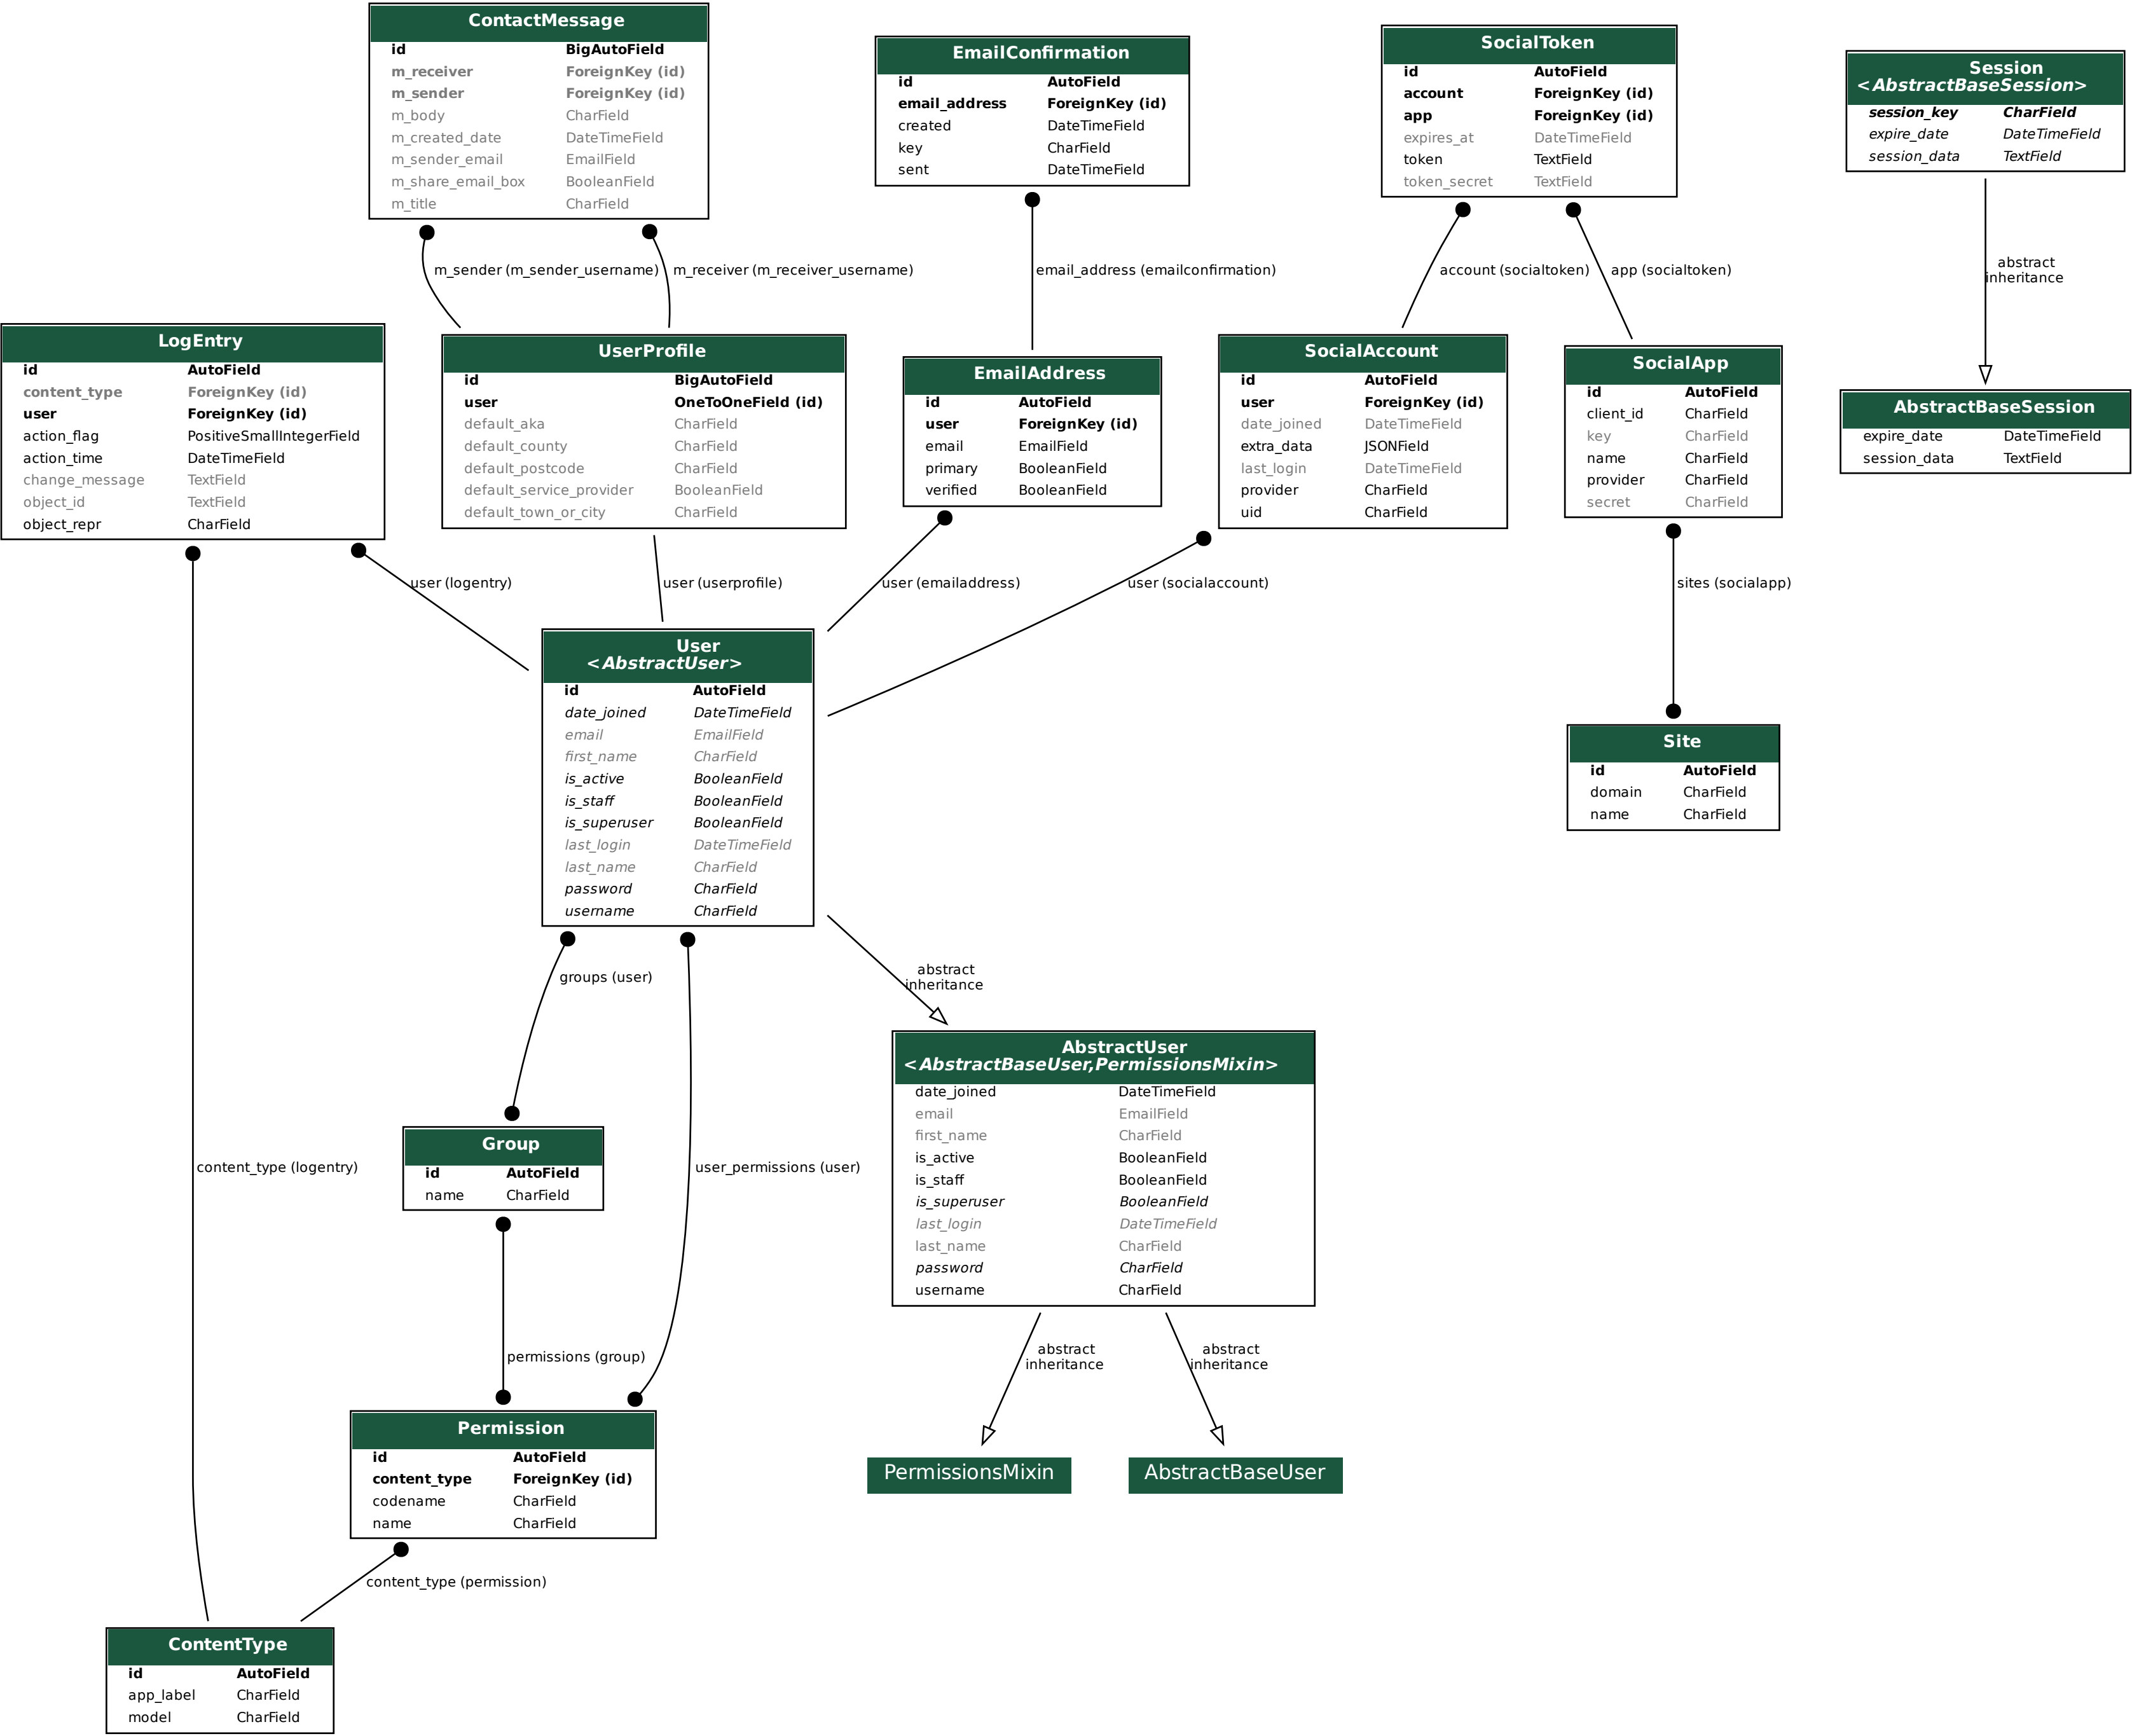 ContactMessage
id BigAutoField
m_receiver ForeignKey (id)
m_sender ForeignKey (id)
m_body CharField
m_created_date DateTimeField
m_sender_email EmailField
m_share_email_box BooleanField
m_title CharField
EmailConfirmation
id AutoField
email_address ForeignKey (id)
created DateTimeField
key CharField
sent DateTimeField
SocialToken
id AutoField
account ForeignKey (id)
app ForeignKey (id)
expires_at DateTimeField
token TextField
token_secret TextField
Session
<AbstractBaseSession>
session_key CharField
expire_date DateTimeField
session_data TextField
m_sender (m_sender_username)
m_receiver (m_receiver_username)
email_address (emailconfirmation)
account (socialtoken)
app (socialtoken)
abstract
inheritance
LogEntry
id AutoField
content_type ForeignKey (id)
user ForeignKey (id)
action_flag PositiveSmallIntegerField
action_time DateTimeField
change_message TextField
object_id TextField
object_repr CharField
UserProfile
id BigAutoField
user OneToOneField (id)
default_aka CharField
default_county CharField
default_postcode CharField
default_service_provider BooleanField
default_town_or_city CharField
EmailAddress
id AutoField
user ForeignKey (id)
email EmailField
primary BooleanField
verified BooleanField
SocialAccount
id AutoField
user ForeignKey (id)
date_joined DateTimeField
extra_data JSONField
last_login DateTimeField
provider CharField
uid CharField
SocialApp
id AutoField
client_id CharField
key CharField
name CharField
provider CharField
secret CharField
AbstractBaseSession
expire_date DateTimeField
session_data TextField
user (logentry)
user (userprofile)
user (emailaddress)
user (socialaccount)
sites (socialapp)
User
<AbstractUser>
id AutoField
date_joined DateTimeField
email EmailField
first_name CharField
is_active BooleanField
is_staff BooleanField
is_superuser BooleanField
last_login DateTimeField
last_name CharField
password CharField
username CharField
Site
id AutoField
domain CharField
name CharField
groups (user)
abstract
inheritance
AbstractUser
<AbstractBaseUser,PermissionsMixin>
date_joined DateTimeField
email EmailField
first_name CharField
is_active BooleanField
is_staff BooleanField
is_superuser BooleanField
last_login DateTimeField
last_name CharField
password CharField
username CharField
Group
id AutoField
name CharField
content_type (logentry)
user_permissions (user)
permissions (group)
abstract
inheritance
abstract
inheritance
Permission
id AutoField
content_type ForeignKey (id)
codename CharField
name CharField
PermissionsMixin
AbstractBaseUser
content_type (permission)
ContentType
id AutoField
app_label CharField
model CharField